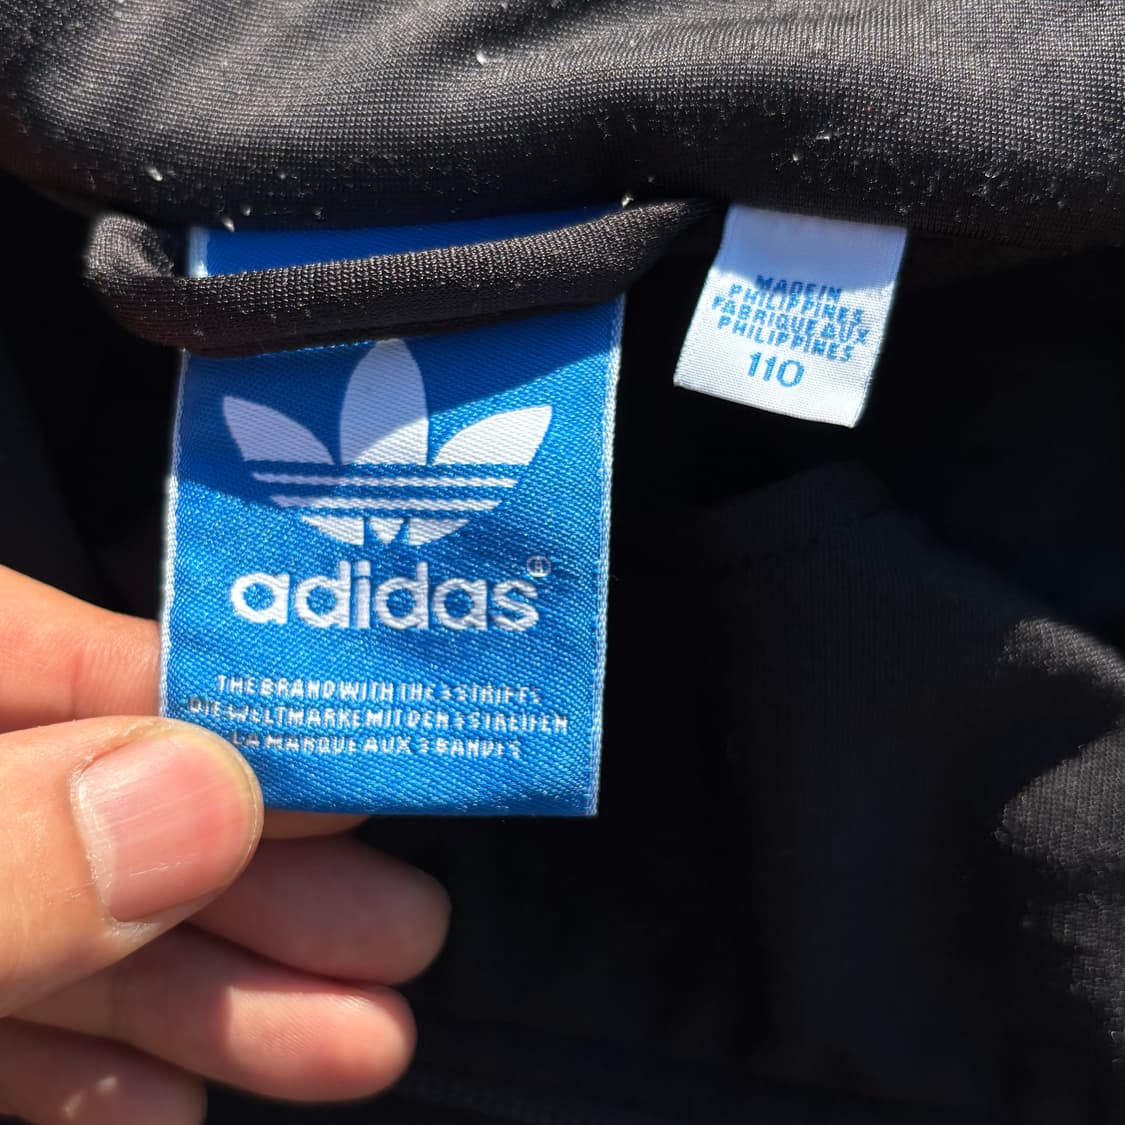 adidas®
THE BRAND WITH THE 3 STRIPES
DIE WELTMARKE MIT DEN 3 STREIFEN
LA MARQUE AUX 3 BANDES
MADE IN
PHILIPPINES
FABRIQUE AUX
PHILIPPINES
110